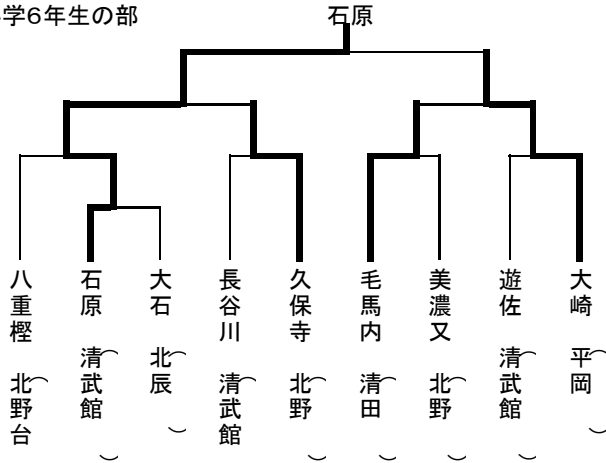 学6年生の部
石原
八重樫（北野台）
石原（清武館）
大石（北辰）
長谷川（清武館）
久保寺（北野）
毛馬内（清田）
美濃又（北野）
遊佐（清武館）
大崎（平岡）